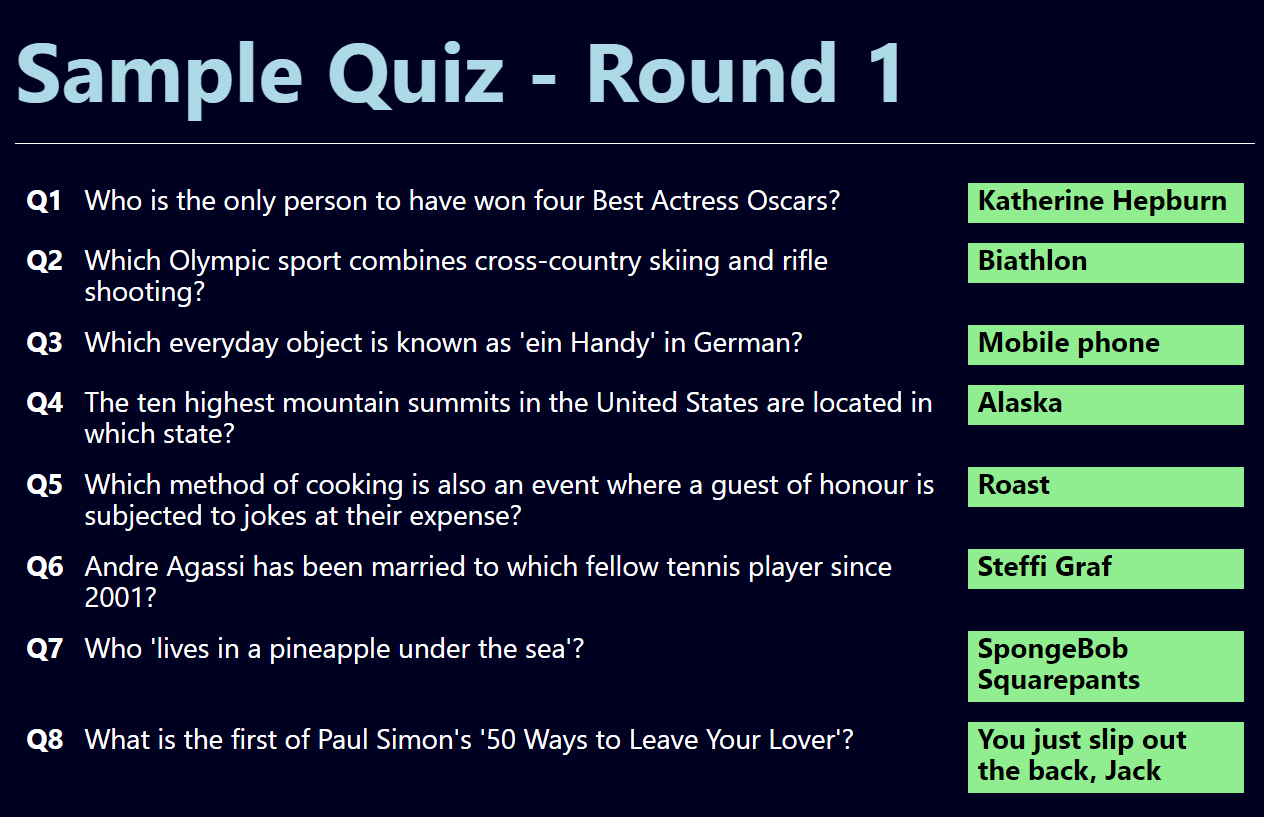 Sample Quiz - Round 1
Q1 Who is the only person to have won four Best Actress Oscars? Katherine Hepburn
Q2 Which Olympic sport combines cross-country skiing and rifle Biathlon
shooting?
Q3 Which everyday object is known as 'ein Handy' in German? Mobile phone
Q4 The ten highest mountain summits in the United States are located in Alaska
which state?
Q5 Which method of cooking is also an event where a guest of honour is Roast
subjected to jokes at their expense?
Q6 Andre Agassi has been married to which fellow tennis player since Steffi Graf
2001?
Q7 Who 'lives in a pineapple under the sea'? SpongeBob
Squarepants
Q8 What is the first of Paul Simon's '50 Ways to Leave Your Lover'? You just slip out
the back, Jack